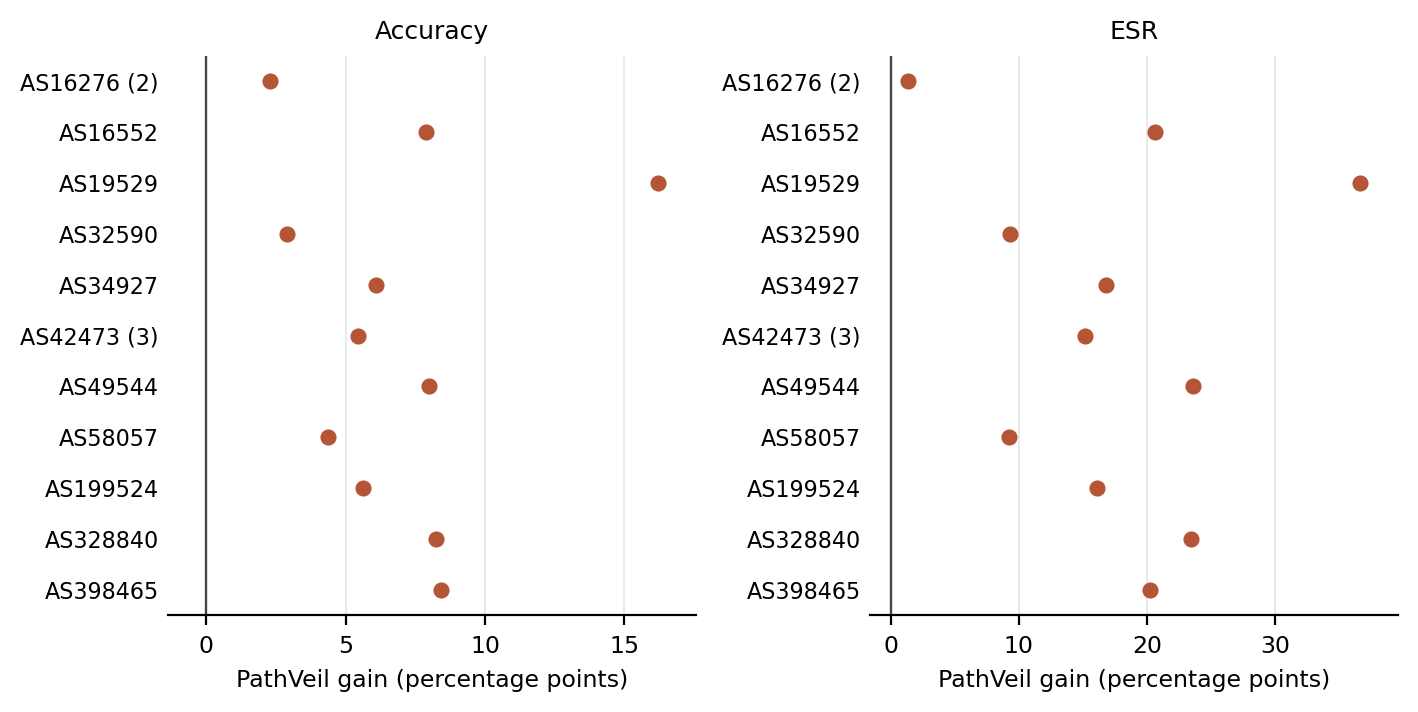 Accuracy
AS16276 (2)
AS16552
AS19529
AS32590
AS34927
AS42473 (3)
AS49544
AS58057
AS199524
AS328840
AS398465
0 5 10 15
PathVeil gain (percentage points)
ESR
AS16276 (2)
AS16552
AS19529
AS32590
AS34927
AS42473 (3)
AS49544
AS58057
AS199524
AS328840
AS398465
0 10 20 30
PathVeil gain (percentage points)